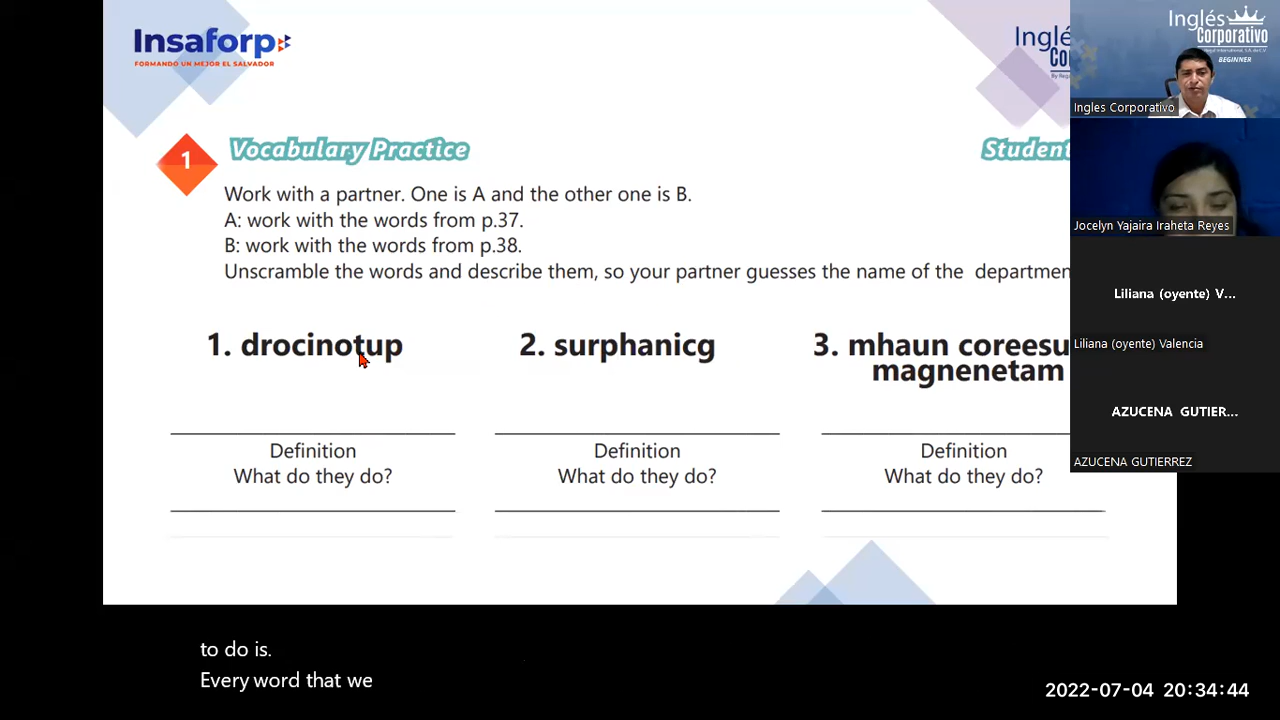 Insaforp
FORMANDO UN MEJOR EL SALVADOR
Inglés
Corporativo
BEGINNER
Ingles Corporativo
1
Vocabulary Practice
Student
Work with a partner. One is A and the other one is B.
A: work with the words from p.37.
B: work with the words from p.38.
Unscramble the words and describe them, so your partner guesses the name of the departmen
1. drocinotup
2. surphanicg
3. mhaun coreesu
magnenetam
Definition
What do they do?
Definition
What do they do?
Definition
What do they do?
Jocelyn Yajaira Iraheta Reyes
Liliana (oyente) V...
Liliana (oyente) Valencia
AZUCENA GUTIER...
AZUCENA GUTIERREZ
to do is.
Every word that we
2022-07-04 20:34:44